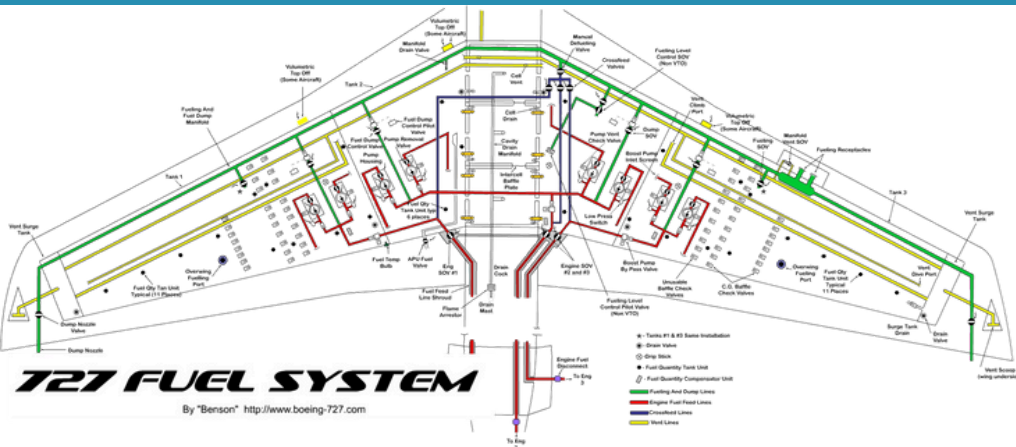 Volumetric
Top Off
(Some Aircraft)
Manifold
Drain Valve
Manual
Defueling
Valve
Fueling Level
Control SOV
(Non VTO)
Crossfeed
Valves
Volumetric
Top Off
(Some Aircraft)
Tank 2
Cell
Vent
Vent
Climb
Port
Volumetric
Top Off
(Some Aircraft)
Manifold
Vent SOV
Fueling Receptacles
Fueling And
Fuel Dump
Manifold
Fuel Dump
Control Pilot
Valve
Fuel Dump
Control Valve
Pump Removal
Valve
Pump
Housing
Cell
Drain
Cavity
Drain
Manifold
Pump Vent
Check Valve
Dump
SOV
Boost Pump
Inlet Screen
Fueling
SOV
Tank 1
Intercell
Baffle
Plate
Tank 3
Fuel Qty
Tank Unit
6 places
Low Press
Switch
Vent Surge
Tank
Vent Surge
Tank
Overwing
Fuelling
Port
Fuel Temp
Bulb
APU Fuel
Valve
Eng
SOV #1
Drain
Cock
Engine SOV
#2 and #3
Boost Pump
By Pass Valve
Unusable
Baffle Check
Valves
C.O. Baffle
Check Valves
Overwing
Fueling
Port
Fuel Qty
Tank Unit
Typical
11 Places
Vent
Dive Port
Fuel Qty Tan Unit
Typical (11 Places)
Fuel Feed
Line Shroud
Flame
Arrestor
Drain
Mast
Fueling Level
Control Pilot Valve
(Non VTO)
Dump Nozzle
Valve
Surge Tank
Drain
Drain
Valve
Dump Nozzle
Vent Scoop
(wing underside
- Tanks #1 & #3 Same Installation
- Drain Valve
- Drip Stick
- Fuel Quantity Tank Unit
- Fuel Quantity Compensator Unit
Fueling And Dump Lines
Engine Fuel Feed Lines
Crossfeed Lines
Vent Lines
Engine Fuel
Disconnect
To Eng
3
To Eng
727 FUEL SYSTEM
By "Benson" http://www.boeing-727.com